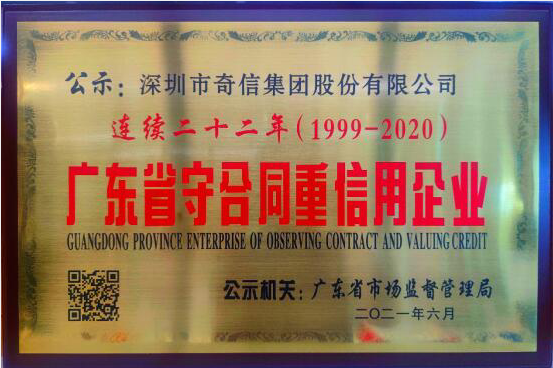 公示：深圳市奇信集团股份有限公司
连续二十二年(1999-2020)
广东省守合同重信用企业
GUANGDONG PROVINCE ENTERPRISE OF OBSERVING CONTRACT AND VALUING CREDIT
公示机关：广东省市场监督管理局
二〇二一年六月